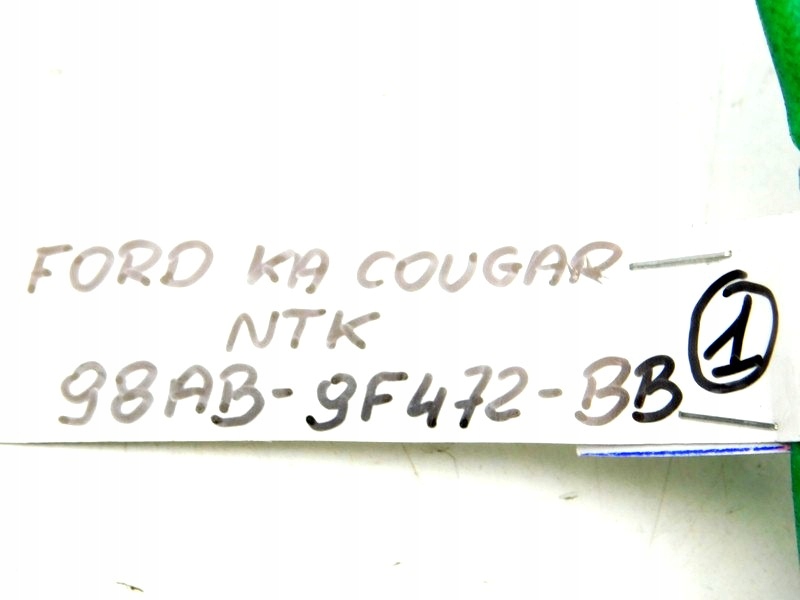 FORD KA COUGAR
NTK
98AB-9F472-BB
1